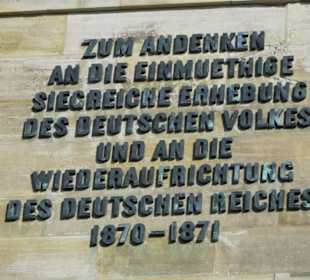 ZUM ANDENKEN
AN DIE EINMUETHIGE
SIEGREICHE ERHEBUNG
DES DEUTSCHEN VOLKES
UND AN DIE
WIEDERAUFRICHTUNG
DES DEUTSCHEN REICHES
1870-1871